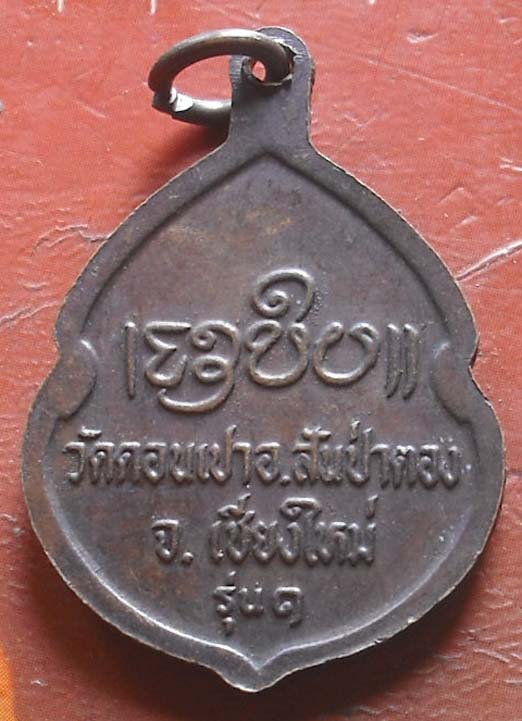 วัดดอนเปา อ.สันป่าตอง
จ. เชียงใหม่
รุ่น ๑